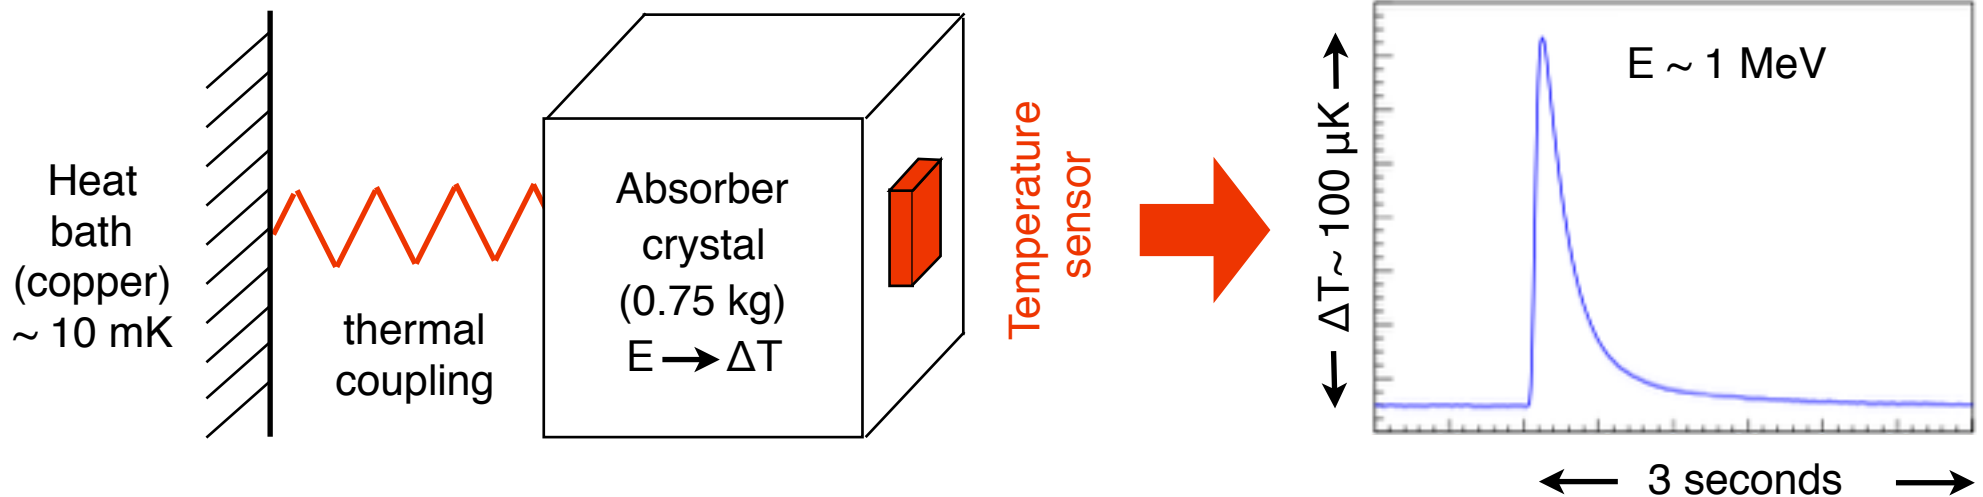 Heat
bath
(copper)
~ 10 mK
thermal
coupling
Absorber
crystal
(0.75 kg)
E → ΔT
Temperature
sensor
ΔT~ 100 µK
E ~ 1 MeV
3 seconds